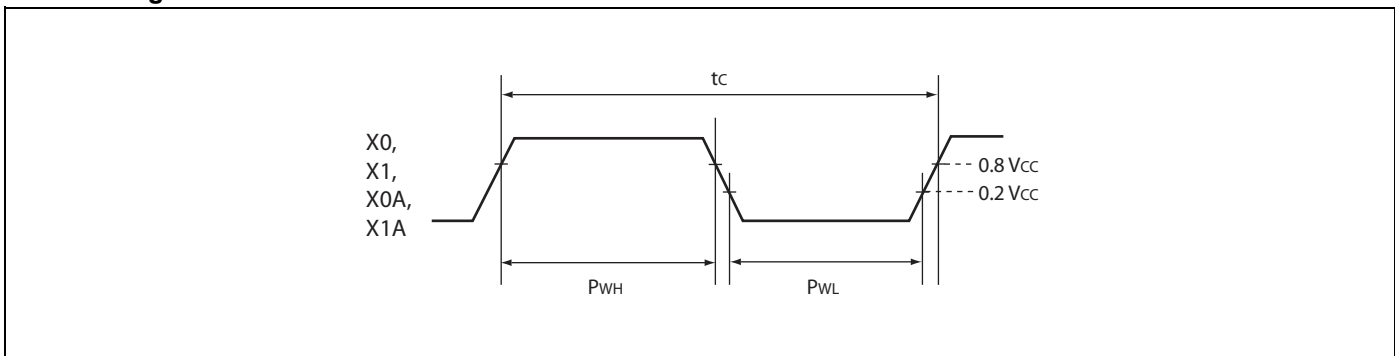 tC
X0,
X1,
X0A,
X1A
0.8 VCC
0.2 VCC
PWH
PWL